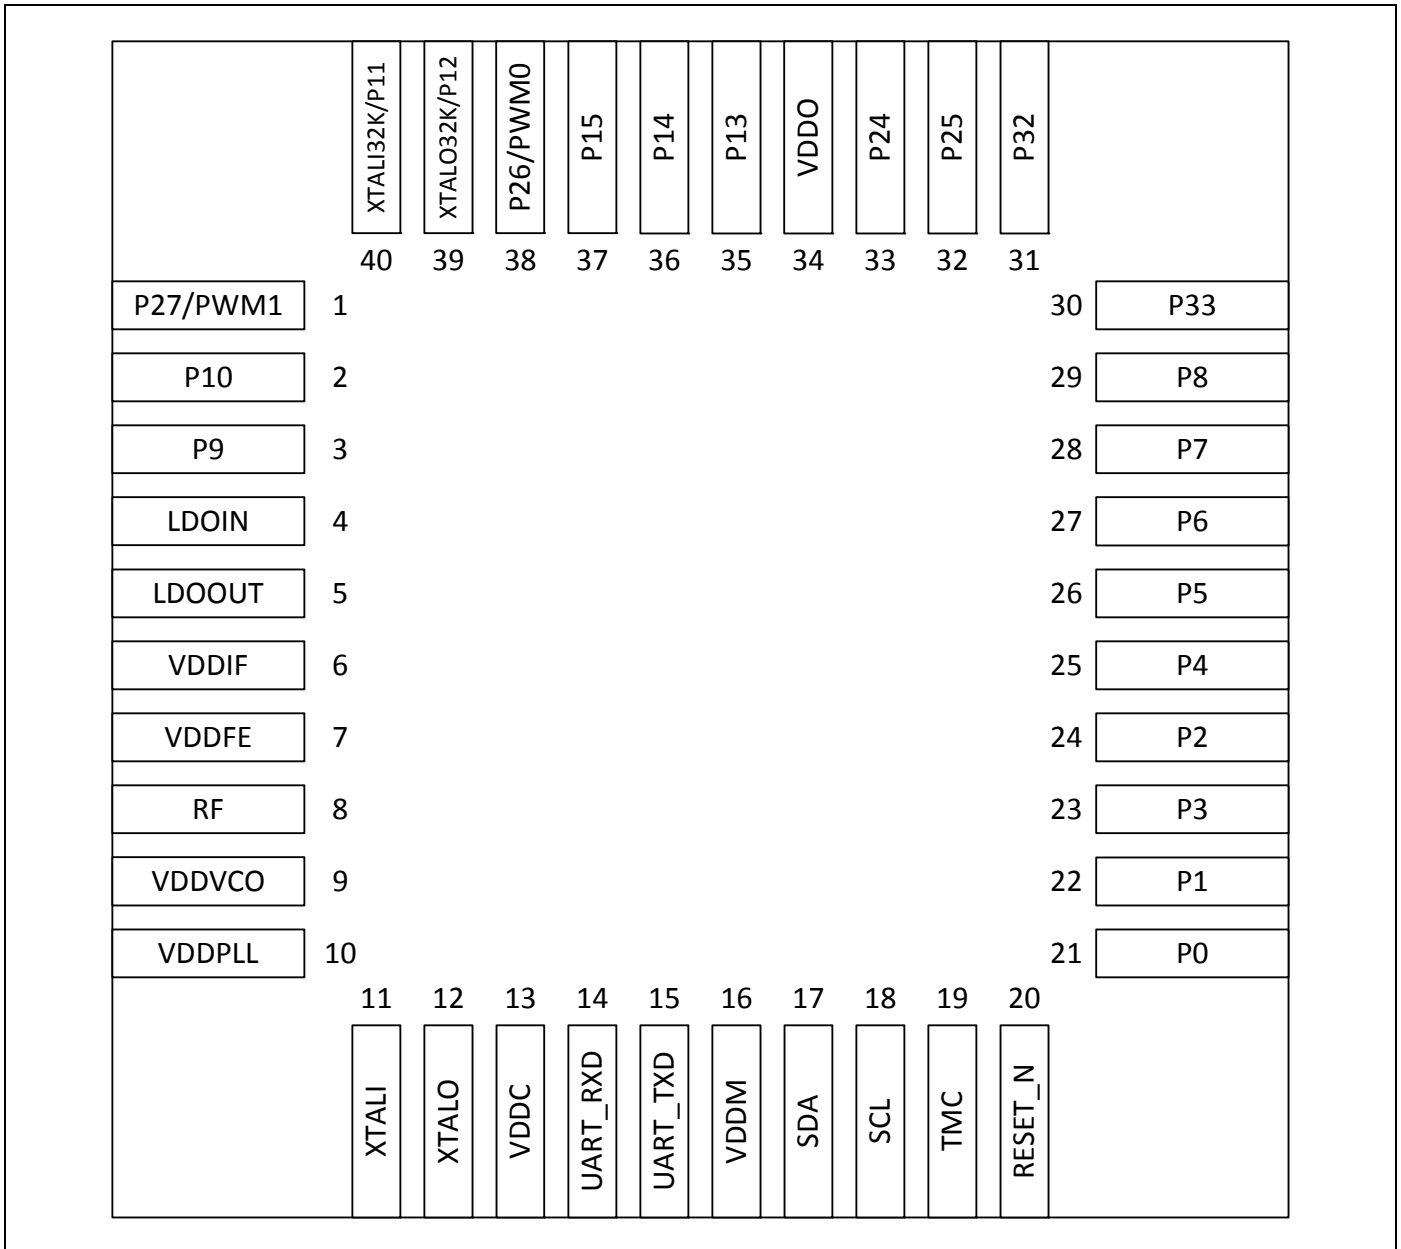 XTALI32K/P11
XTALO32K/P12
P26/PWM0
P15
P14
P13
VDDO
P24
P25
P32
40 39 38 37 36 35 34 33 32 31
P27/PWM1 1 30 P33
P10 2 29 P8
P9 3 28 P7
LDOIN 4 27 P6
LDOOUT 5 26 P5
VDDIF 6 25 P4
VDDFE 7 24 P2
RF 8 23 P3
VDDVCO 9 22 P1
VDDPLL 10 21 P0
11 12 13 14 15 16 17 18 19 20
XTALI
XTALO
VDDC
UART_RXD
UART_TXD
VDDM
SDA
SCL
TMC
RESET_N